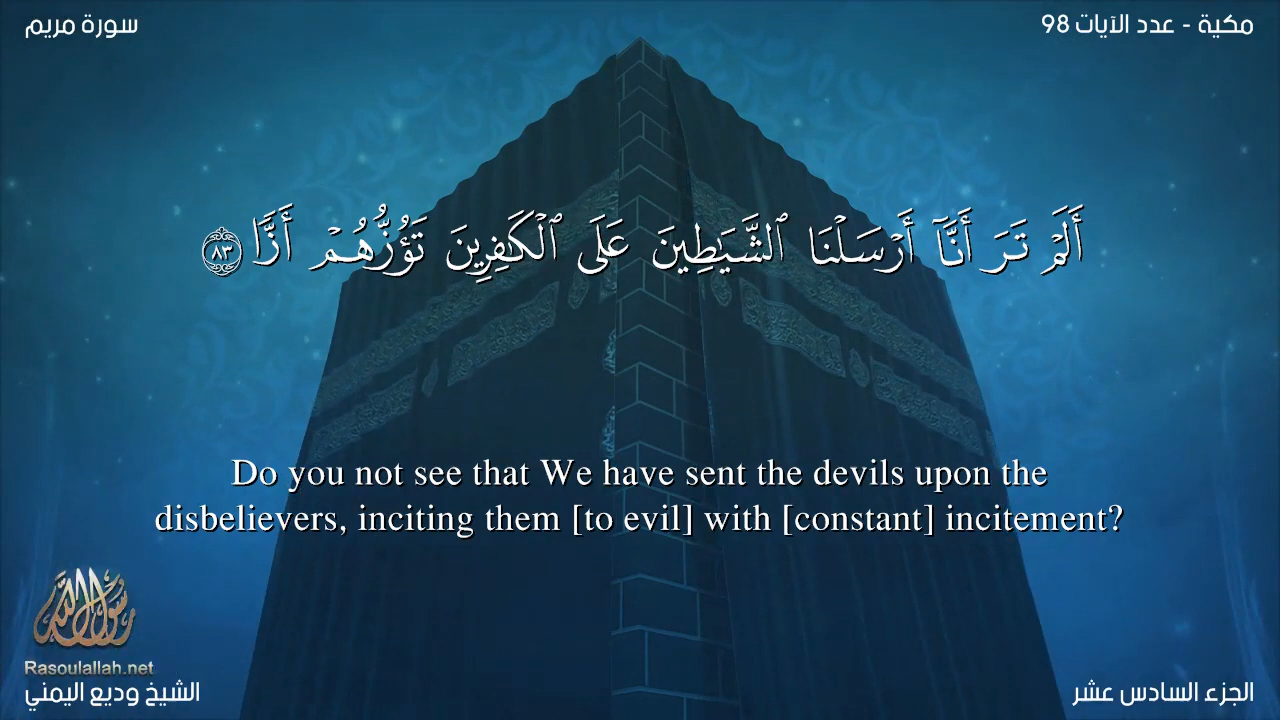 سورة مريم
مكية - عدد الآيات 98
أَلَمْ تَرَ أَنَّآ أَرْسَلْنَا ٱلشَّيَٰطِينَ عَلَى ٱلْكَٰفِرِينَ تَؤُزُّهُمْ أَزًّا ٨٣
Do you not see that We have sent the devils upon the
disbelievers, inciting them [to evil] with [constant] incitement?
رسول الله
Rasoulallah.net
الشيخ وديع اليمني
الجزء السادس عشر